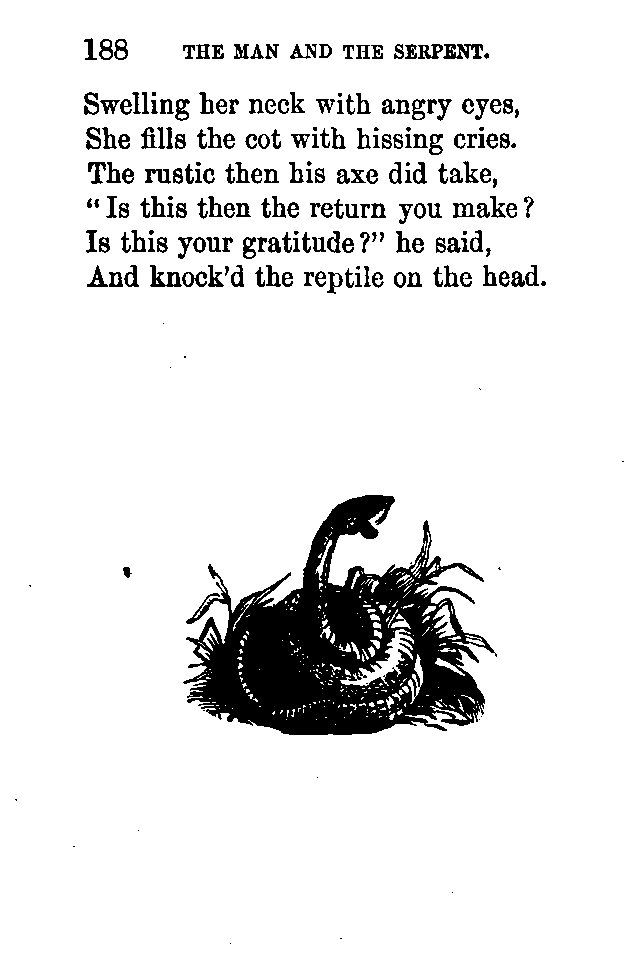 188 THE MAN AND THE SERPENT.
Swelling her neck with angry eyes,
She fills the cot with hissing cries.
The rustic then his axe did take,
“Is this then the return you make?
Is this your gratitude?” he said,
And knock'd the reptile on the head.